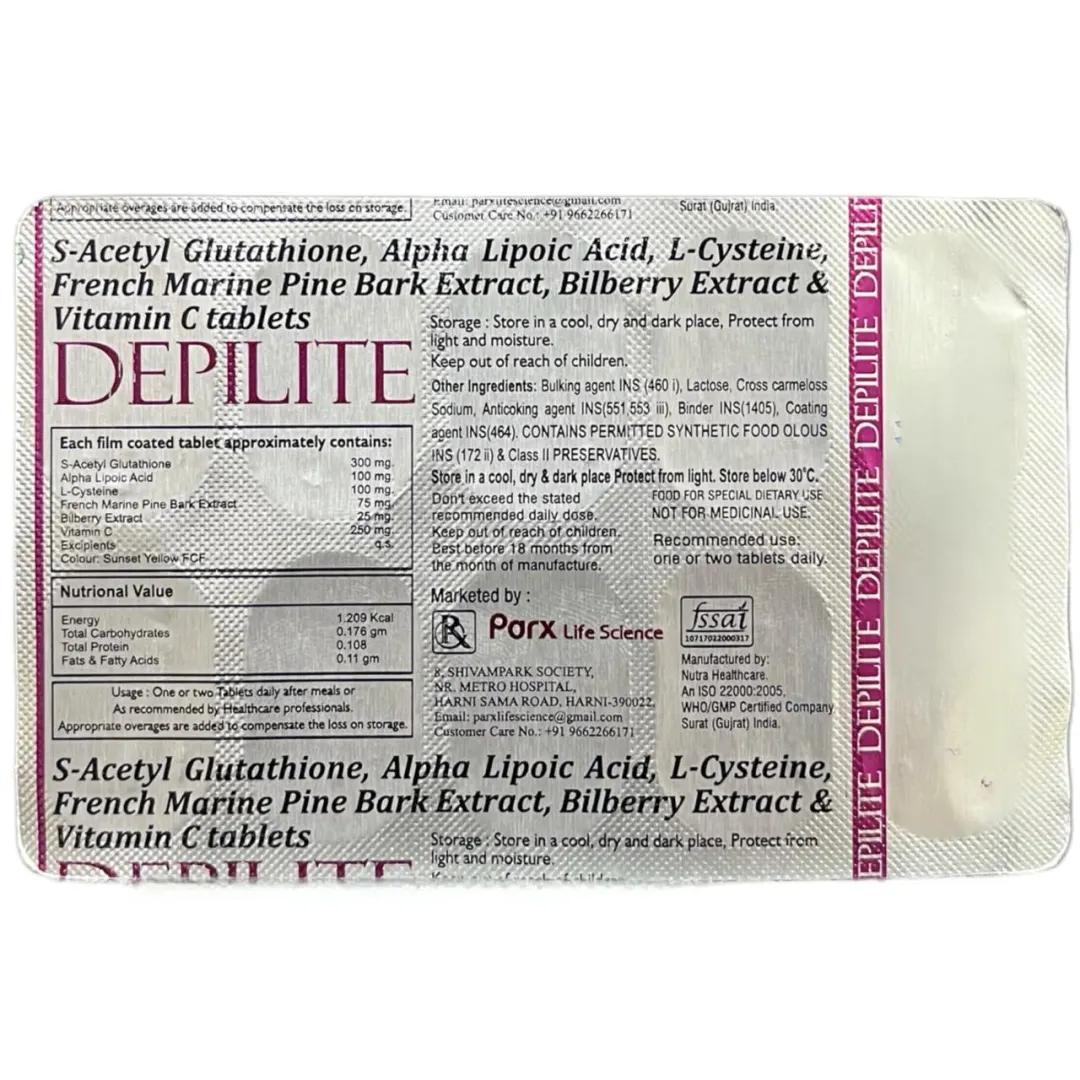 Appropriate overages are added to compensate the loss on storage.
Email: parxlifescience@gmail.com
Customer Care No.: +91 9662266171
Surat (Gujrat) India.
S-Acetyl Glutathione, Alpha Lipoic Acid, L-Cysteine,
French Marine Pine Bark Extract, Bilberry Extract &
Vitamin C tablets
DEPILITE
Each film coated tablet approximately contains:
S-Acetyl Glutathione 300 mg.
Alpha Lipoic Acid 100 mg.
L-Cysteine 100 mg.
French Marine Pine Bark Extract 75 mg.
Bilberry Extract 25 mg.
Vitamin C 250 mg.
Excipients q.s.
Colour: Sunset Yellow FCF
Nutritional Value
Energy 1.209 Kcal
Total Carbohydrates 0.176 gm
Total Protein 0.108
Fats & Fatty Acids 0.11 gm
Usage : One or two Tablets daily after meals or
As recommended by Healthcare professionals.
Appropriate overages are added to compensate the loss on storage.
Storage : Store in a cool, dry and dark place, Protect from
light and moisture.
Keep out of reach of children.
Other Ingredients: Bulking agent INS (460 i), Lactose, Cross carmeloss
Sodium, Anticoking agent INS(551,553 iii), Binder INS(1405), Coating
agent INS(464). CONTAINS PERMITTED SYNTHETIC FOOD OLOUS
INS (172 ii) & Class II PRESERVATIVES.
Store in a cool, dry & dark place Protect from light. Store below 30°C.
Don't exceed the stated
recommended daily dose.
Keep out of reach of children.
Best before 18 months from
the month of manufacture.
FOOD FOR SPECIAL DIETARY USE
NOT FOR MEDICINAL USE.
Recommended use:
one or two tablets daily.
Marketed by :
Rx Parx Life Science
8, SHIVAMPARK SOCIETY,
NR. METRO HOSPITAL,
HARNI SAMA ROAD, HARNI-390022,
Email: parxlifescience@gmail.com
Customer Care No.: +91 9662266171
fssai
10717022000317
Manufactured by:
Nutra Healthcare.
An ISO 22000:2005,
WHO/GMP Certified Company
Surat (Gujrat) India.
S-Acetyl Glutathione, Alpha Lipoic Acid, L-Cysteine,
French Marine Pine Bark Extract, Bilberry Extract &
Vitamin C tablets
DEPILITE
Storage : Store in a cool, dry and dark place, Protect from
light and moisture.
Keep out of reach of children
EPILITE DEPILITE DEPILITE DEPILITE DEPILI